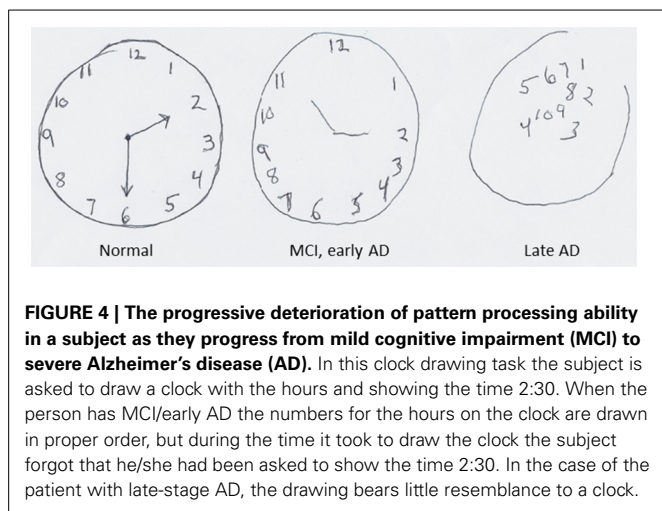 12
11 1
10 2
9 3
8 4
7 6 5
Normal
12
11 1
10
9 2
8 3
7 6 5 4
MCI, early AD
5 6 7 1
8 2
4 10 9 3
Late AD
FIGURE 4 | The progressive deterioration of pattern processing ability
in a subject as they progress from mild cognitive impairment (MCI) to
severe Alzheimer's disease (AD). In this clock drawing task the subject is
asked to draw a clock with the hours and showing the time 2:30. When the
person has MCI/early AD the numbers for the hours on the clock are drawn
in proper order, but during the time it took to draw the clock the subject
forgot that he/she had been asked to show the time 2:30. In the case of the
patient with late-stage AD, the drawing bears little resemblance to a clock.